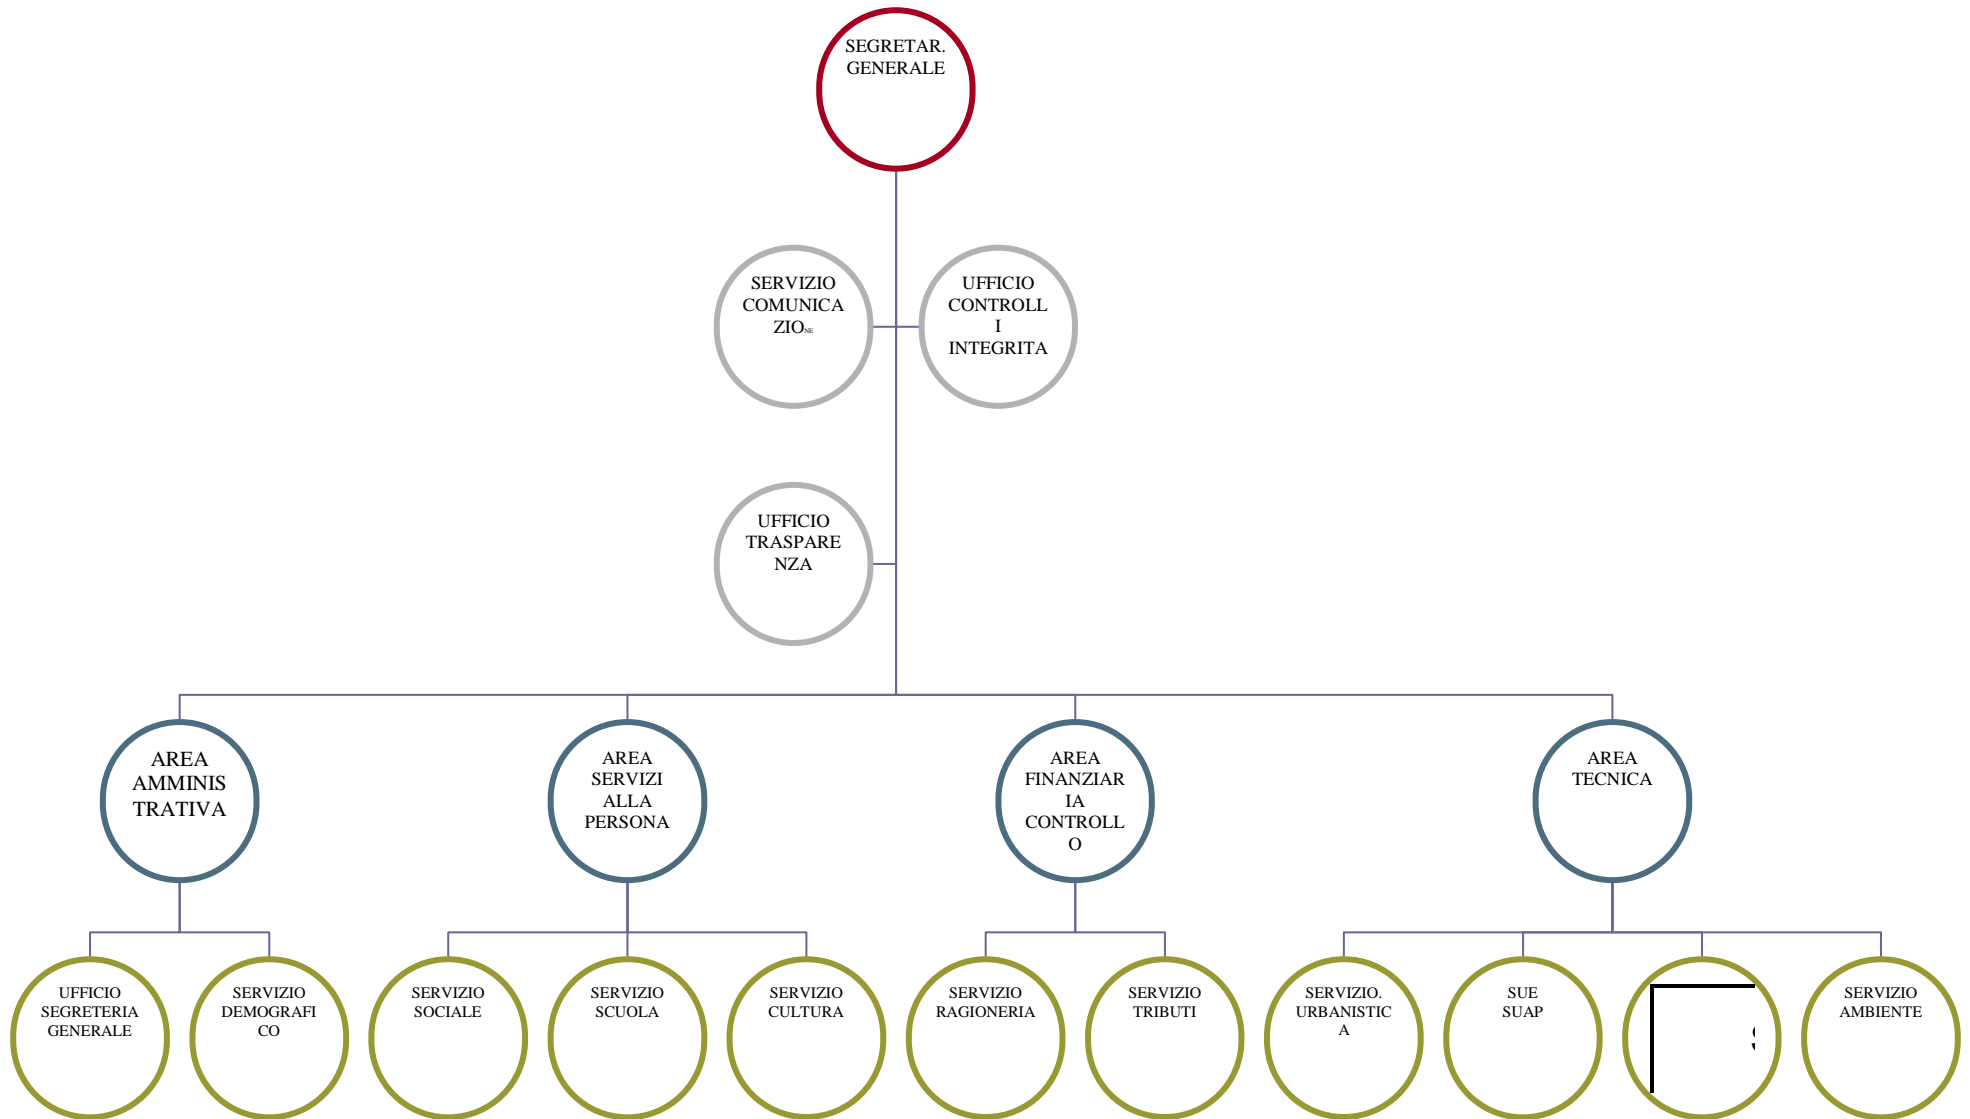 SEGRETAR.
GENERALE
SERVIZIO
COMUNICA
ZIONE
UFFICIO
CONTROLL
I
INTEGRITA
UFFICIO
TRASPARE
NZA
AREA
AMMINIS
TRATIVA
AREA
SERVIZI
ALLA
PERSONA
AREA
FINANZIAR
IA
CONTROLL
O
AREA
TECNICA
UFFICIO
SEGRETERIA
GENERALE
SERVIZIO
DEMOGRAFI
CO
SERVIZIO
SOCIALE
SERVIZIO
SCUOLA
SERVIZIO
CULTURA
SERVIZIO
RAGIONERIA
SERVIZIO
TRIBUTI
SERVIZIO.
URBANISTIC
A
SUE
SUAP
SERVIZIO
AMBIENTE